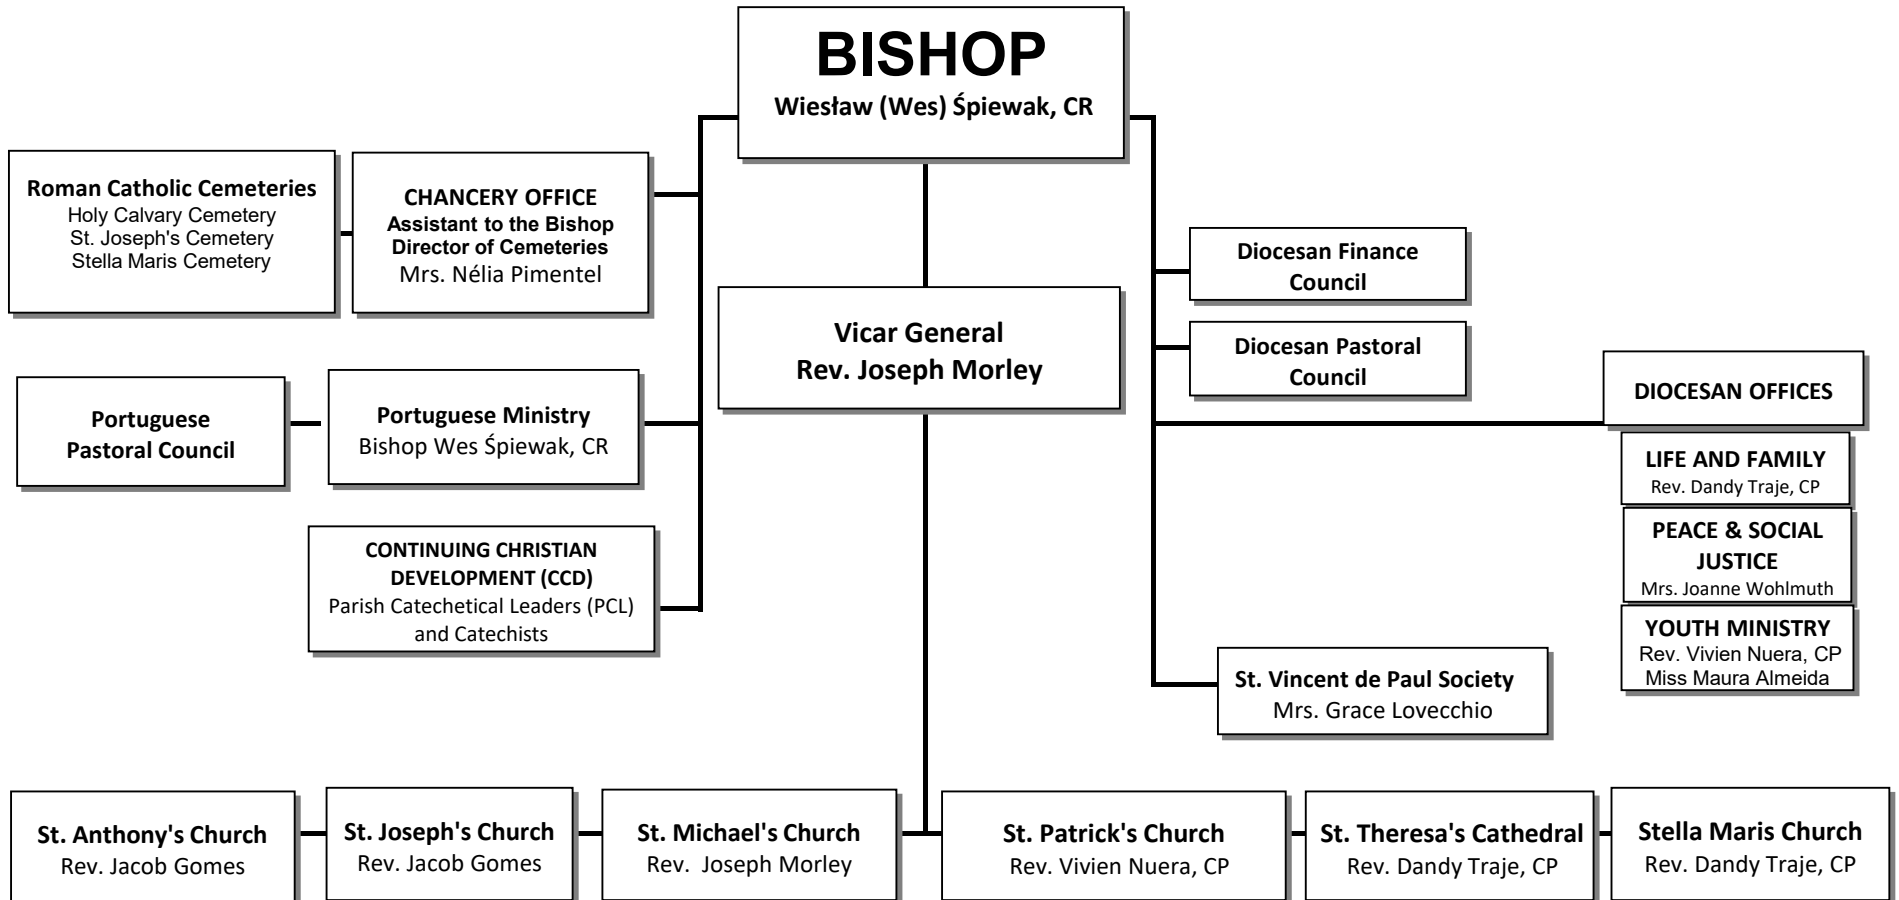 BISHOP
Wiesław (Wes) Śpiewak, CR
Roman Catholic Cemeteries
Holy Calvary Cemetery
St. Joseph's Cemetery
Stella Maris Cemetery
CHANCERY OFFICE
Assistant to the Bishop
Director of Cemeteries
Mrs. Nélia Pimentel
Diocesan Finance
Council
Vicar General
Rev. Joseph Morley
Diocesan Pastoral
Council
Portuguese
Pastoral Council
Portuguese Ministry
Bishop Wes Śpiewak, CR
DIOCESAN OFFICES
LIFE AND FAMILY
Rev. Dandy Traje, CP
PEACE & SOCIAL
JUSTICE
Mrs. Joanne Wohlmuth
YOUTH MINISTRY
Rev. Vivien Nuera, CP
Miss Maura Almeida
CONTINUING CHRISTIAN
DEVELOPMENT (CCD)
Parish Catechetical Leaders (PCL)
and Catechists
St. Vincent de Paul Society
Mrs. Grace Lovecchio
St. Anthony's Church
Rev. Jacob Gomes
St. Joseph's Church
Rev. Jacob Gomes
St. Michael's Church
Rev.  Joseph Morley
St. Patrick's Church
Rev. Vivien Nuera, CP
St. Theresa's Cathedral
Rev. Dandy Traje, CP
Stella Maris Church
Rev. Dandy Traje, CP